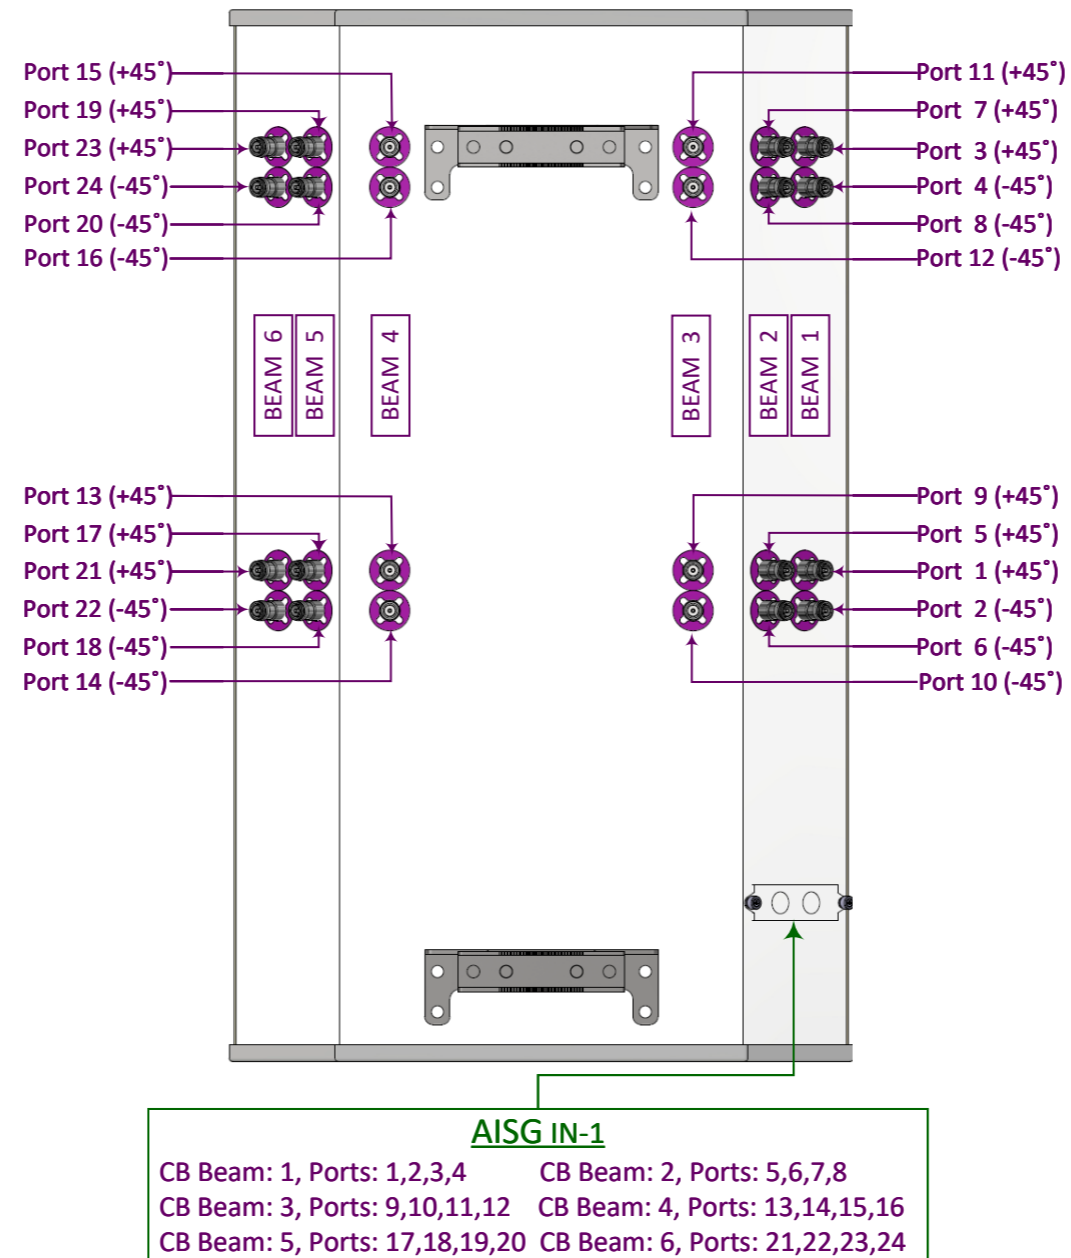 Port 15 (+45°)
Port 19 (+45°)
Port 23 (+45°)
Port 24 (-45°)
Port 20 (-45°)
Port 16 (-45°)
Port 11 (+45°)
Port 7 (+45°)
Port 3 (+45°)
Port 4 (-45°)
Port 8 (-45°)
Port 12 (-45°)
BEAM 6
BEAM 5
BEAM 4
BEAM 3
BEAM 2
BEAM 1
Port 13 (+45°)
Port 17 (+45°)
Port 21 (+45°)
Port 22 (-45°)
Port 18 (-45°)
Port 14 (-45°)
Port 9 (+45°)
Port 5 (+45°)
Port 1 (+45°)
Port 2 (-45°)
Port 6 (-45°)
Port 10 (-45°)
AISG IN-1
CB Beam: 1, Ports: 1,2,3,4 CB Beam: 2, Ports: 5,6,7,8
CB Beam: 3, Ports: 9,10,11,12 CB Beam: 4, Ports: 13,14,15,16
CB Beam: 5, Ports: 17,18,19,20 CB Beam: 6, Ports: 21,22,23,24